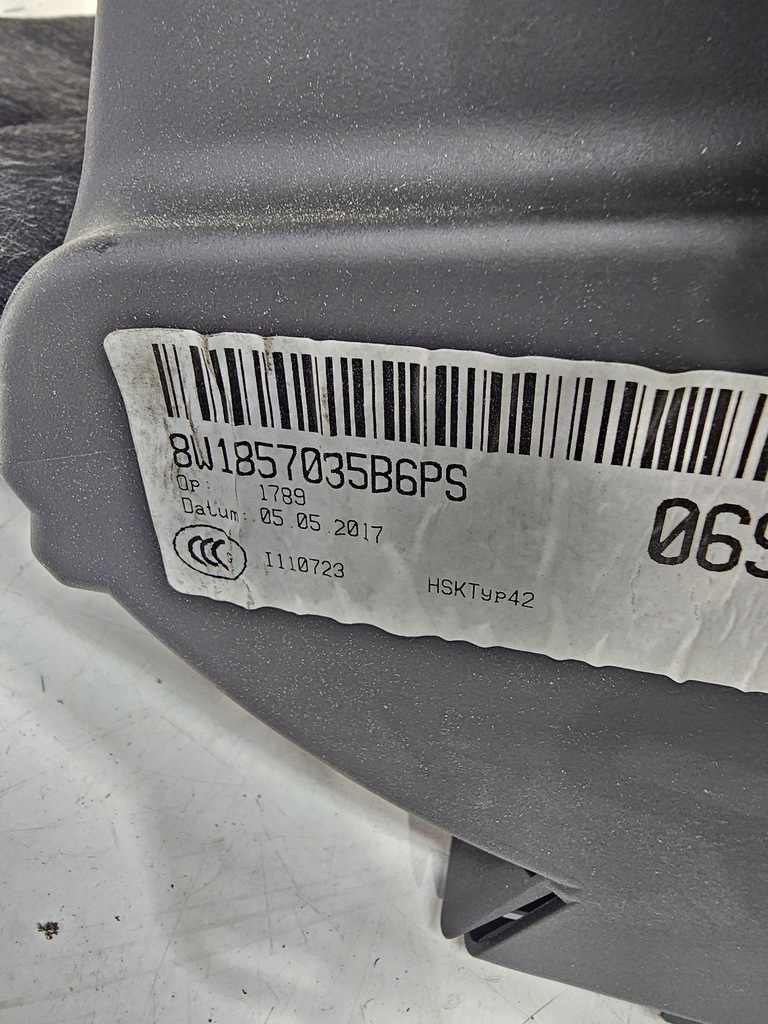 8W1857035B6PS
Op: 1789
Datum: 05.05.2017
069
CCC
I110723
HSKTyp42